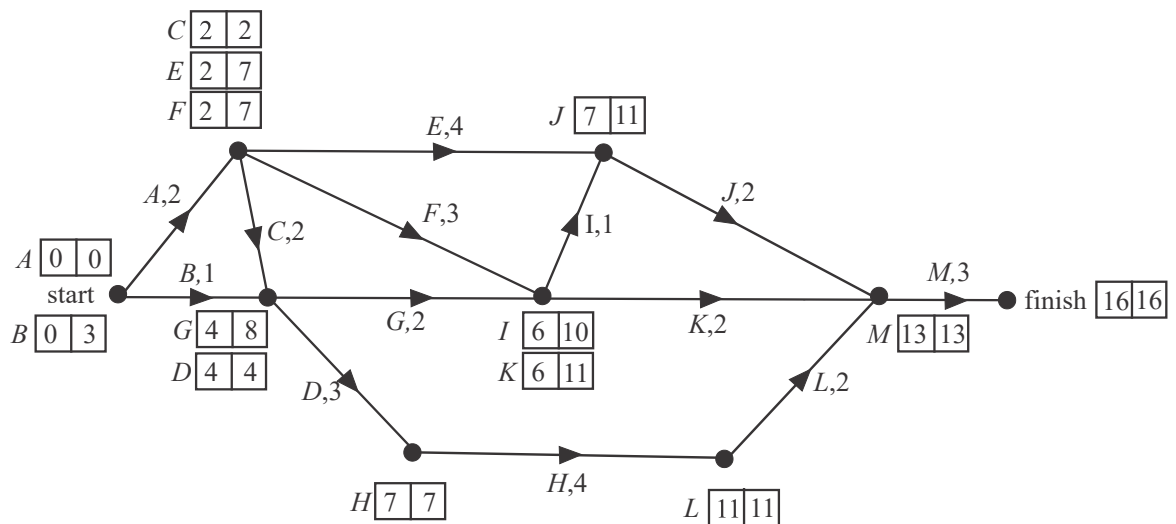 C 2 2
E 2 7
F 2 7
J 7 11
E,4
A,2
F,3
J,2
C,2
I,1
A 0 0
B,1
M,3
start
finish 16 16
G,2
K,2
B 0 3
G 4 8
I 6 10
M 13 13
D 4 4
K 6 11
D,3
L,2
H,4
H 7 7
L 11 11